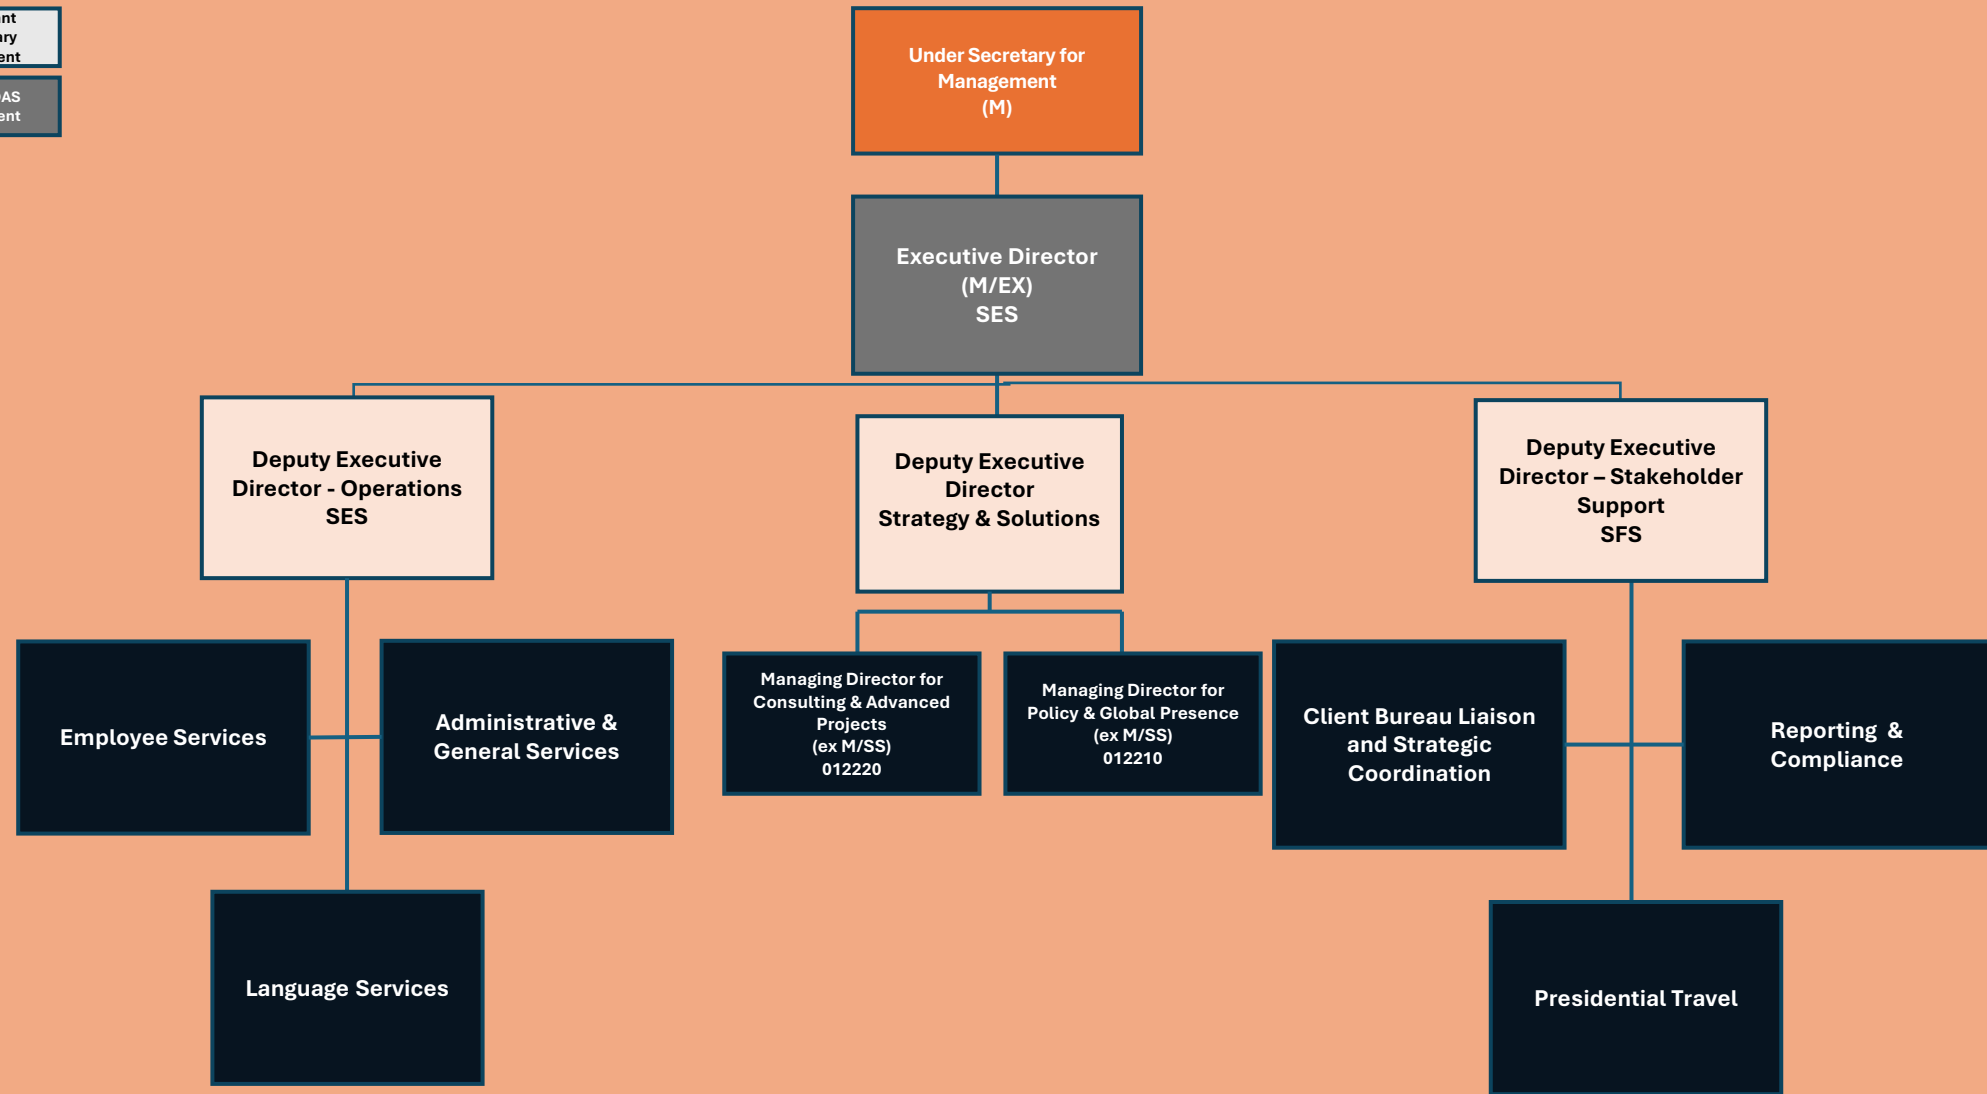 Under Secretary for
Management
(M)
Executive Director
(M/EX)
SES
Deputy Executive
Director - Operations
SES
Deputy Executive
Director
Strategy & Solutions
Deputy Executive
Director – Stakeholder
Support
SFS
Employee Services
Administrative &
General Services
Managing Director for
Consulting & Advanced
Projects
(ex M/SS)
012220
Managing Director for
Policy & Global Presence
(ex M/SS)
012210
Client Bureau Liaison
and Strategic
Coordination
Reporting &
Compliance
Language Services
Presidential Travel